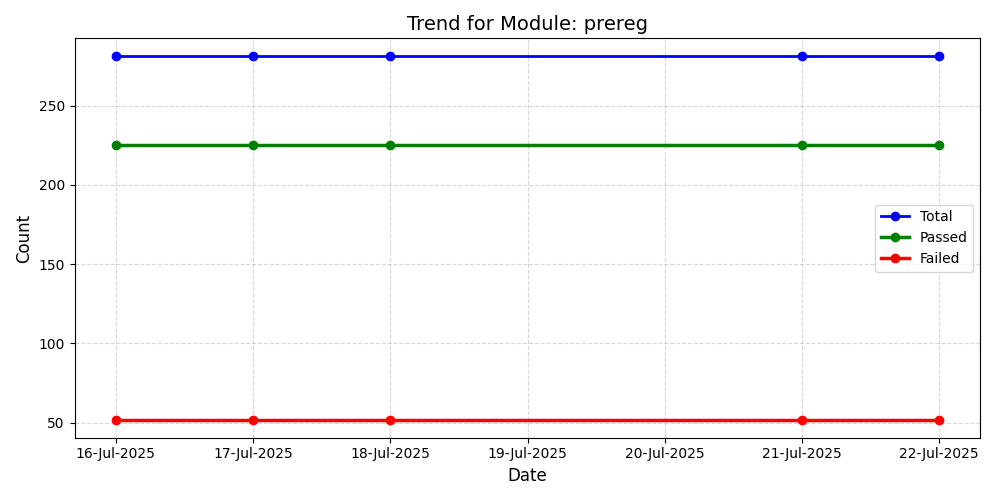 Trend for Module: prereg
Count
250
200
150
100
50
Total
Passed
Failed
16-Jul-2025 17-Jul-2025 18-Jul-2025 19-Jul-2025 20-Jul-2025 21-Jul-2025 22-Jul-2025
Date